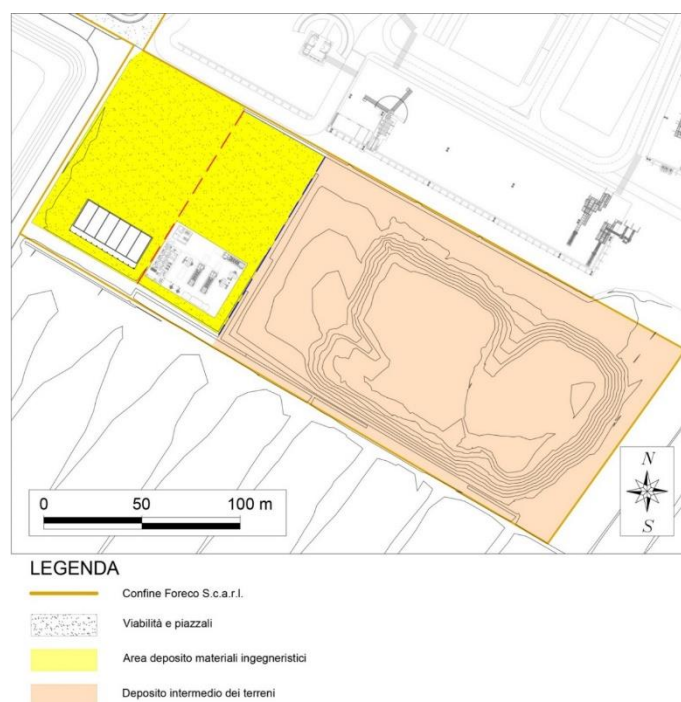 N
S
0 50 100 m
LEGENDA
Confine Foreco S.c.a.r.l.
Viabilità e piazzali
Area deposito materiali ingegneristici
Deposito intermedio dei terreni